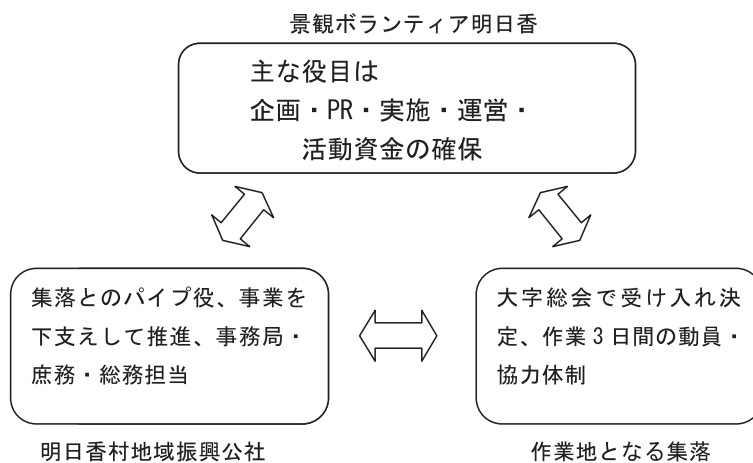 景観ボランティア明日香
主な役目は
企画・PR・実施・運営・
活動資金の確保
集落とのパイプ役、事業を
下支えして推進、事務局・
庶務・総務担当
明日香村地域振興公社
大字総会で受け入れ決
定、作業3日間の動員・
協力体制
作業地となる集落